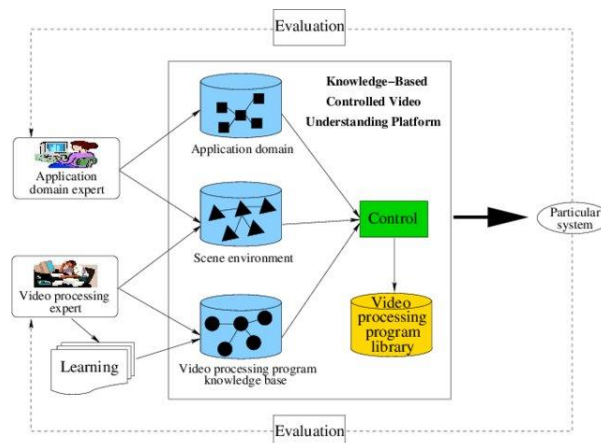 Evaluation
Knowledge-Based
Controlled Video
Understanding Platform
Application domain
Application
domain expert
Control
Particular
system
Scene environment
Video processing
expert
Video
processing
program
library
Learning
Video processing program
knowledge base
Evaluation